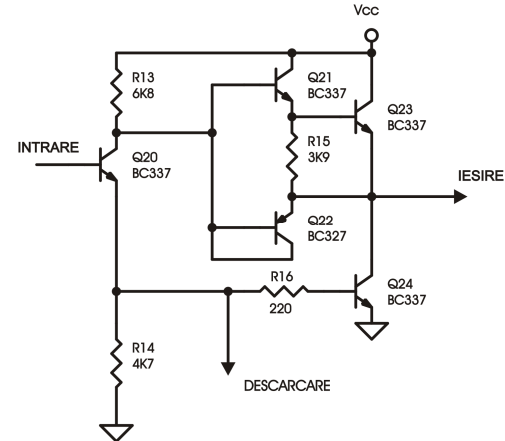 Vcc
R13
6K8
Q21
BC337
Q23
BC337
INTRARE
Q20
BC337
R15
3K9
IESIRE
Q22
BC327
R16
220
Q24
BC337
R14
4K7
DESCARCARE